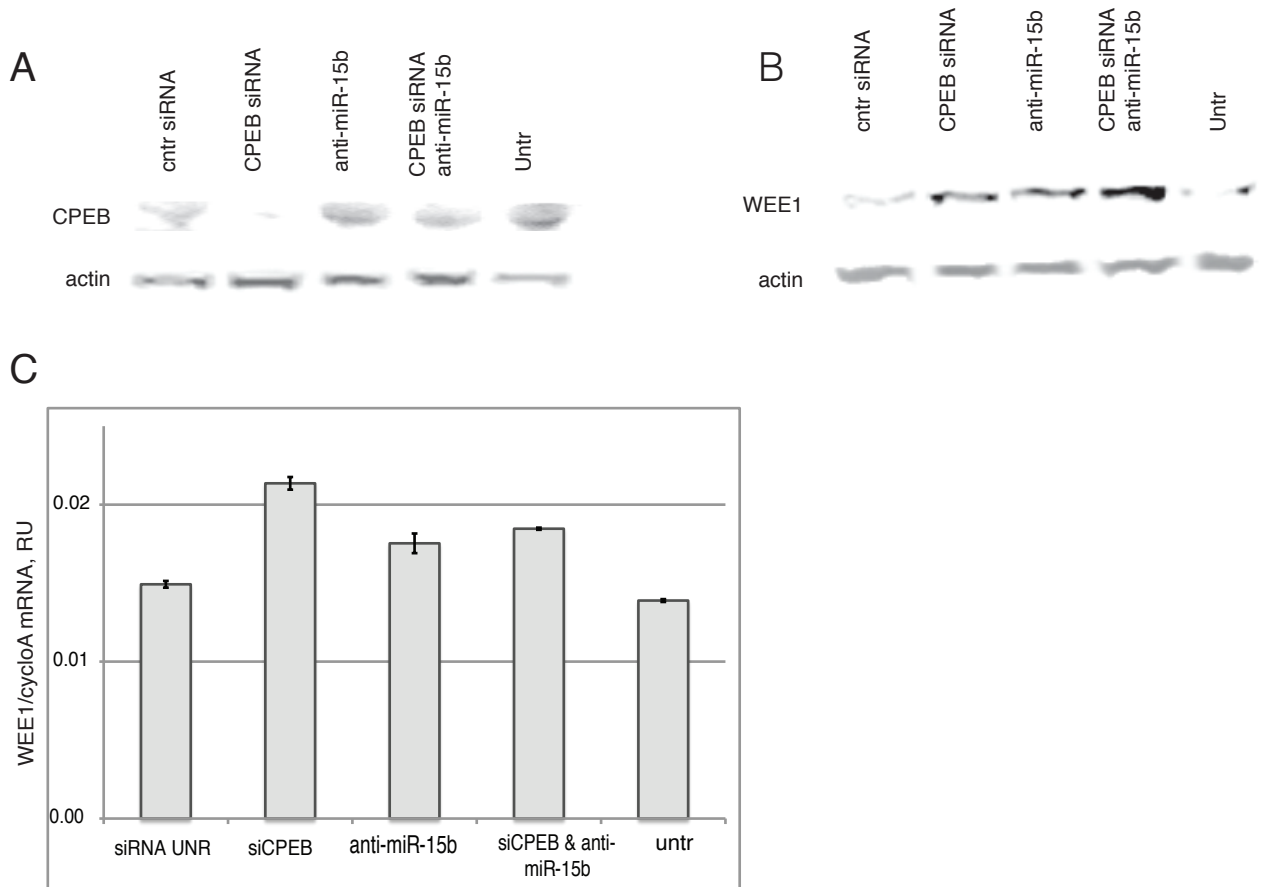 A
cntr siRNA
CPEB siRNA
anti-miR-15b
CPEB siRNA
anti-miR-15b
Untr
CPEB
actin
B
cntr siRNA
CPEB siRNA
anti-miR-15b
CPEB siRNA
anti-miR-15b
Untr
WEE1
actin
C
WEE1/cycloA mRNA, RU
0.02
0.01
0.00
siRNA UNR
siCPEB
anti-miR-15b
siCPEB & anti-
miR-15b
untr